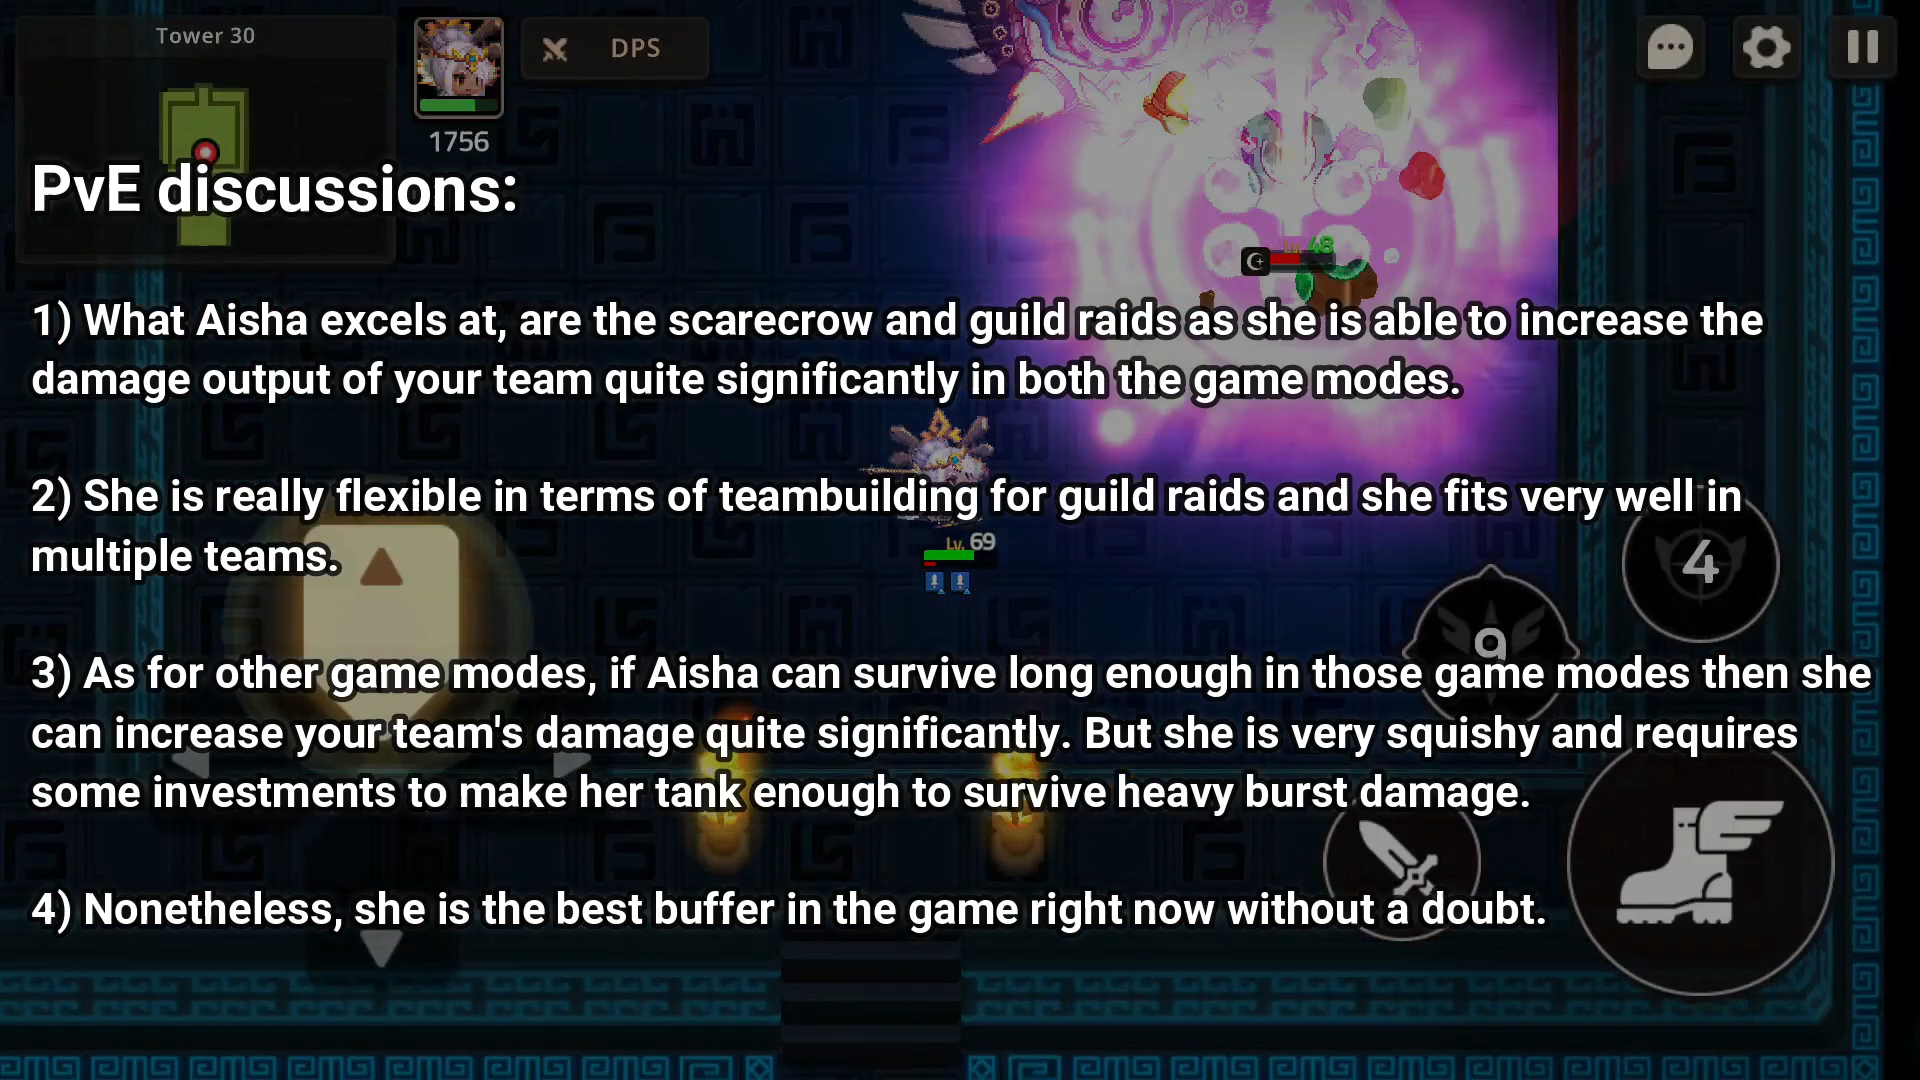 Tower 30
DPS
1756
PvE discussions:
Lv. 48
1) What Aisha excels at, are the scarecrow and guild raids as she is able to increase the
damage output of your team quite significantly in both the game modes.
2) She is really flexible in terms of teambuilding for guild raids and she fits very well in
multiple teams.
Lv. 69
4
9
3) As for other game modes, if Aisha can survive long enough in those game modes then she
can increase your team's damage quite significantly. But she is very squishy and requires
some investments to make her tank enough to survive heavy burst damage.
4) Nonetheless, she is the best buffer in the game right now without a doubt.